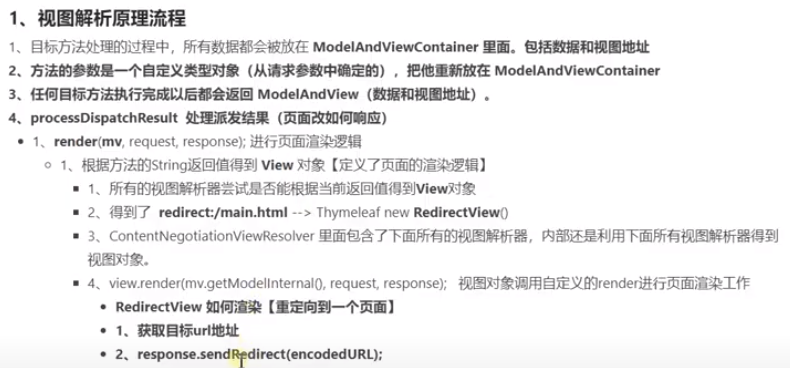 1、视图解析原理流程
1、目标方法处理的过程中，所有数据都会被放在 ModelAndViewContainer 里面。包括数据和视图地址
2、方法的参数是一个自定义类型对象（从请求参数中确定的），把他重新放在 ModelAndViewContainer
3、任何目标方法执行完成以后都会返回 ModelAndView（数据和视图地址）。
4、processDispatchResult 处理派发结果（页面改如何响应）
1、render(mv, request, response); 进行页面渲染逻辑
1、根据方法的String返回值得到 View 对象【定义了页面的渲染逻辑】
1、所有的视图解析器尝试是否能根据当前返回值得到View对象
2、得到了 redirect:/main.html --> Thymeleaf new RedirectView()
3、ContentNegotiationViewResolver 里面包含了下面所有的视图解析器，内部还是利用下面所有视图解析器得到
视图对象。
4、view.render(mv.getModelInternal(), request, response); 视图对象调用自定义的render进行页面渲染工作
RedirectView 如何渲染【重定向到一个页面】
1、获取目标url地址
2、response.sendRedirect(encodedURL);